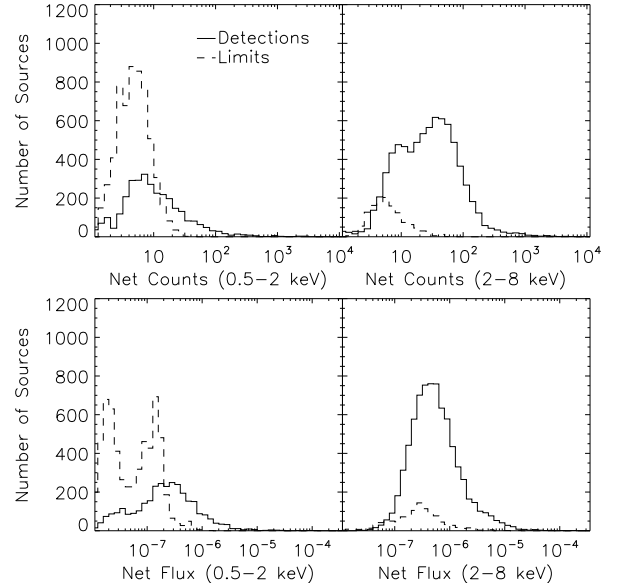 1200
1000
800
600
400
200
0
Number of Sources
Detections
Limits
10 10² 10³ 10⁴
10 10² 10³ 10⁴
Net Counts (0.5−2 keV)
Net Counts (2−8 keV)
1200
1000
800
600
400
200
0
Number of Sources
10⁻⁷ 10⁻⁶ 10⁻⁵ 10⁻⁴
10⁻⁷ 10⁻⁶ 10⁻⁵ 10⁻⁴
Net Flux (0.5−2 keV)
Net Flux (2−8 keV)